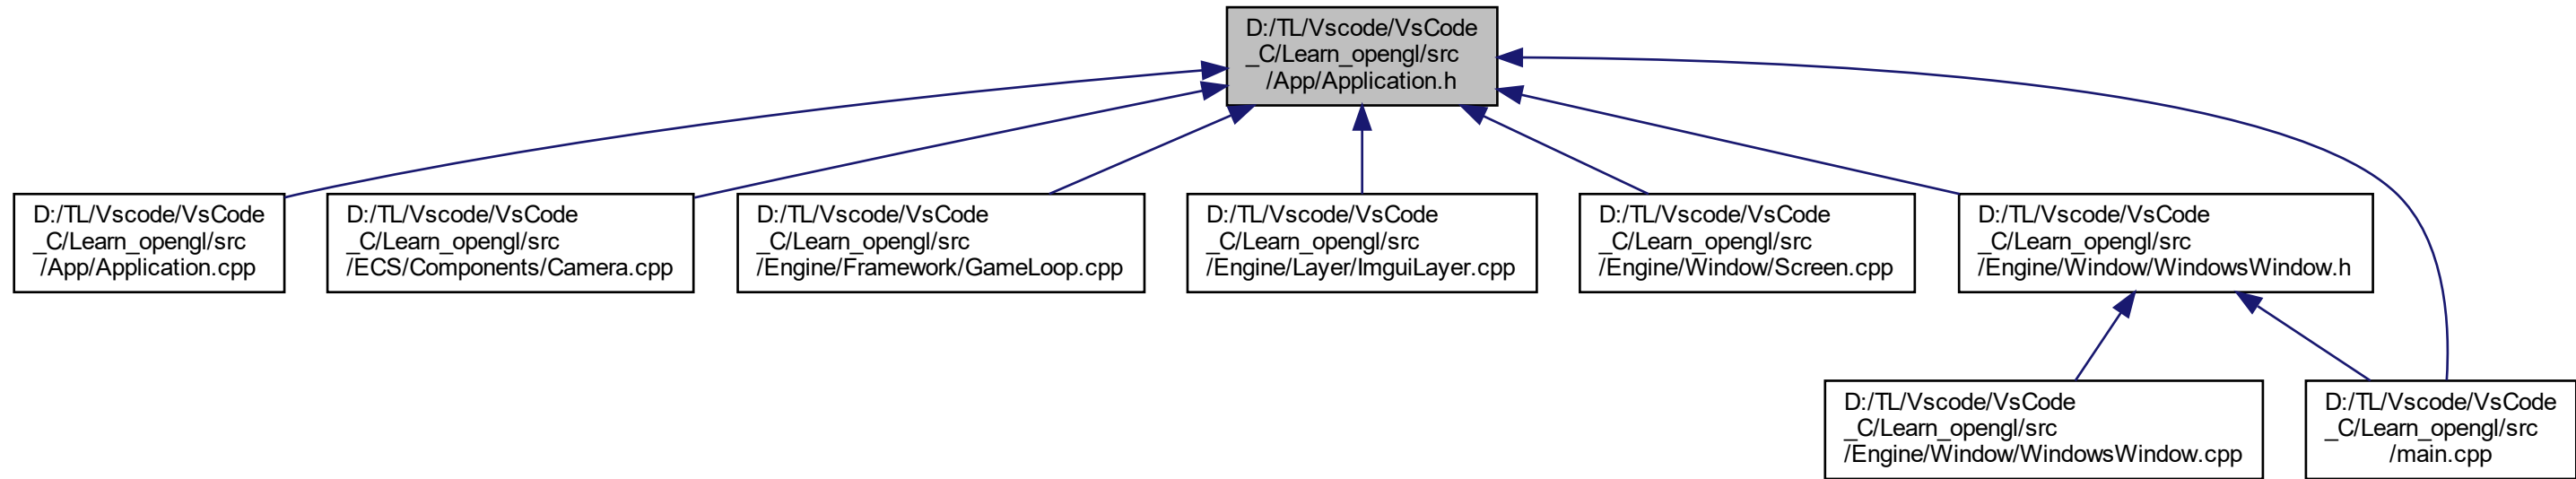 D:/TL/Vscode/VsCode
_C/Learn_opengl/src
/App/Application.h
D:/TL/Vscode/VsCode
_C/Learn_opengl/src
/App/Application.cpp
D:/TL/Vscode/VsCode
_C/Learn_opengl/src
/ECS/Components/Camera.cpp
D:/TL/Vscode/VsCode
_C/Learn_opengl/src
/Engine/Framework/GameLoop.cpp
D:/TL/Vscode/VsCode
_C/Learn_opengl/src
/Engine/Layer/ImguiLayer.cpp
D:/TL/Vscode/VsCode
_C/Learn_opengl/src
/Engine/Window/Screen.cpp
D:/TL/Vscode/VsCode
_C/Learn_opengl/src
/Engine/Window/WindowsWindow.h
D:/TL/Vscode/VsCode
_C/Learn_opengl/src
/Engine/Window/WindowsWindow.cpp
D:/TL/Vscode/VsCode
_C/Learn_opengl/src
/main.cpp